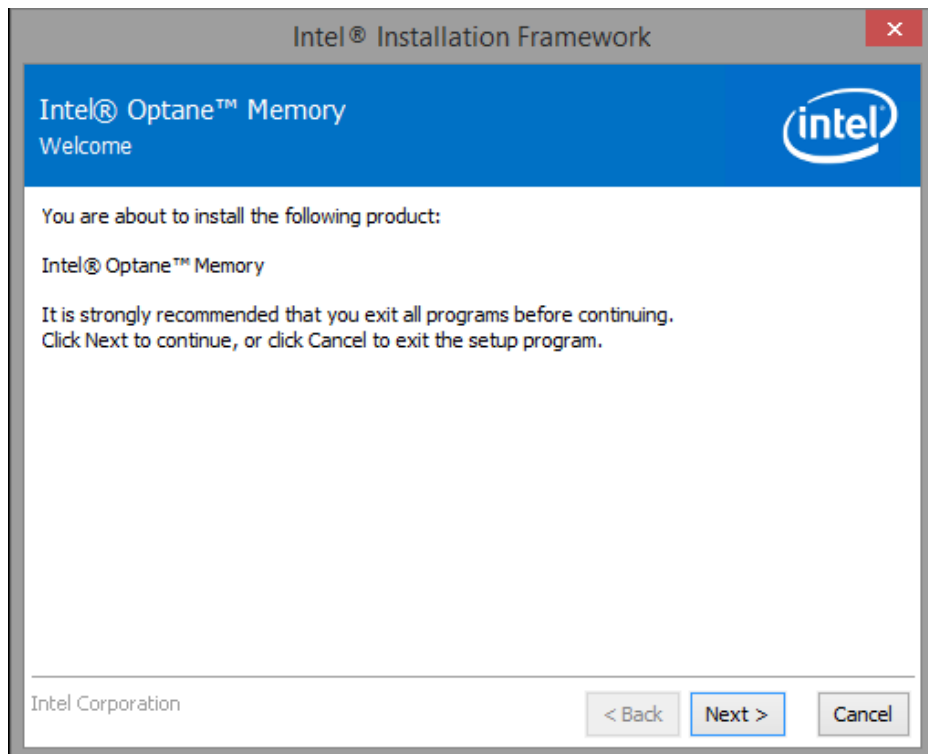 Intel® Installation Framework
Intel® Optane™ Memory
Welcome
intel
You are about to install the following product:
Intel® Optane™ Memory
It is strongly recommended that you exit all programs before continuing.
Click Next to continue, or click Cancel to exit the setup program.
Intel Corporation
< Back Next > Cancel